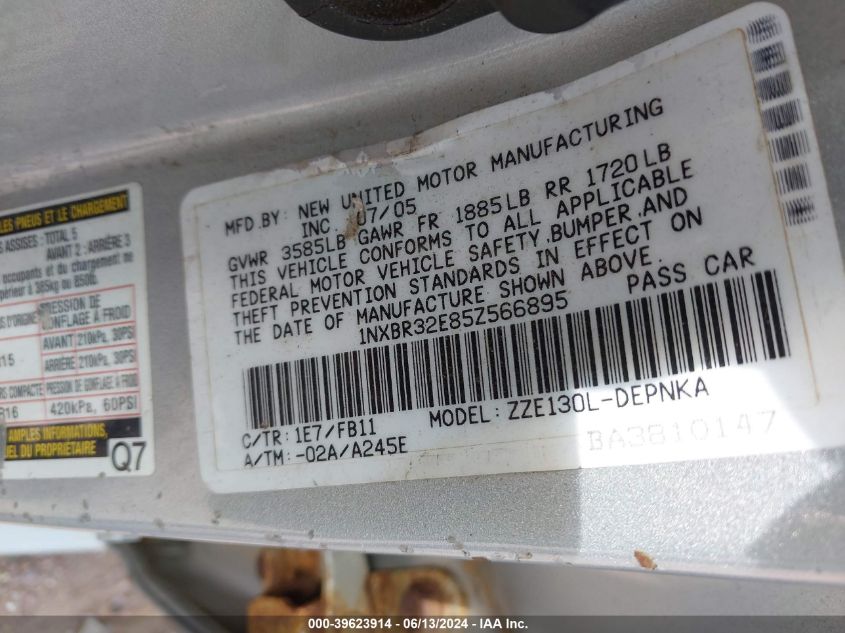 LES PNEUS ET LE CHARGEMENT
ASSISES: TOTAL 5
AVANT 2: ARRIÈRE 3
occupants et du chargement ne
385kg ou 850lb.
PRESSION DE
GONFLAGE A FROID
AVANT 210kPa, 30PSI
R15
ARRIÈRE 210kPa, 30PSI
COMPACTE PRESSION DE GONFLAGE À FROID
R16 420kPa, 60PSI
AMPLES INFORMATIONS,
DU PROPRIÉTAIRE
Q7
MFD.BY: NEW UNITED MOTOR MANUFACTURING
INC. 07/05
GVWR 3585LB GAWR FR 1885LB RR 1720LB
THIS VEHICLE CONFORMS TO ALL APPLICABLE
FEDERAL MOTOR VEHICLE SAFETY,BUMPER,AND
THEFT PREVENTION STANDARDS IN EFFECT ON
THE DATE OF MANUFACTURE SHOWN ABOVE.
1NXBR32E85Z566895 PASS CAR
C/TR: 1E7/FB11 MODEL: ZZE130L-DEPNKA
A/TM: -02A/A245E
BA3810147
000-39623914 - 06/13/2024 - IAA Inc.